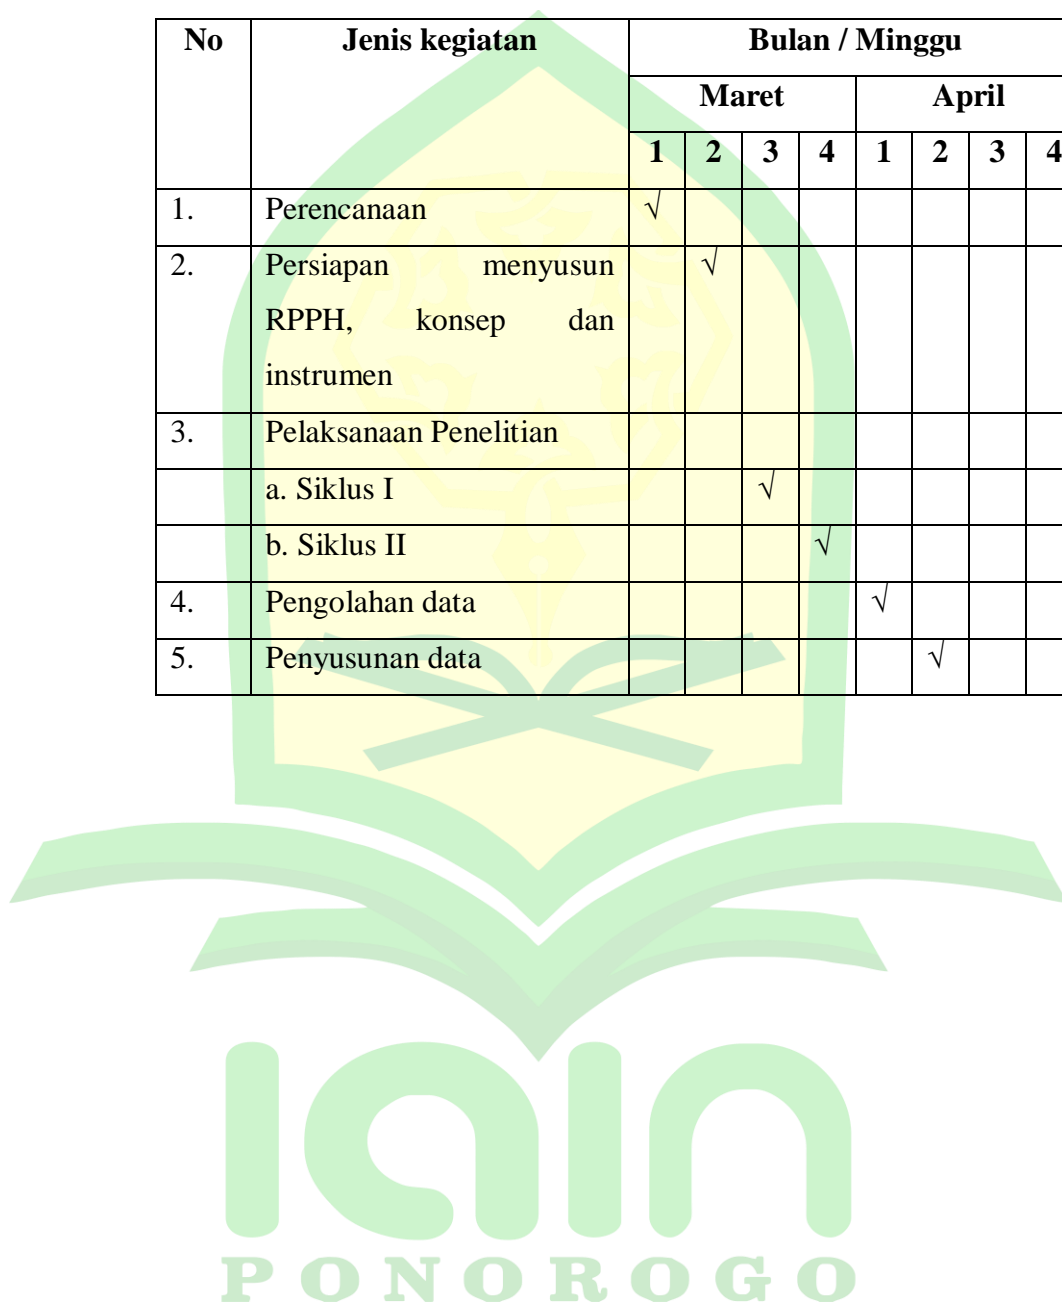 No Jenis kegiatan Bulan / Minggu
Maret April
1 2 3 4 1 2 3 4
1. Perencanaan √
2. Persiapan menyusun √
RPPH, konsep dan
instrumen
3. Pelaksanaan Penelitian
a. Siklus I √
b. Siklus II √
4. Pengolahan data √
5. Penyusunan data √
iain
PONOROGO